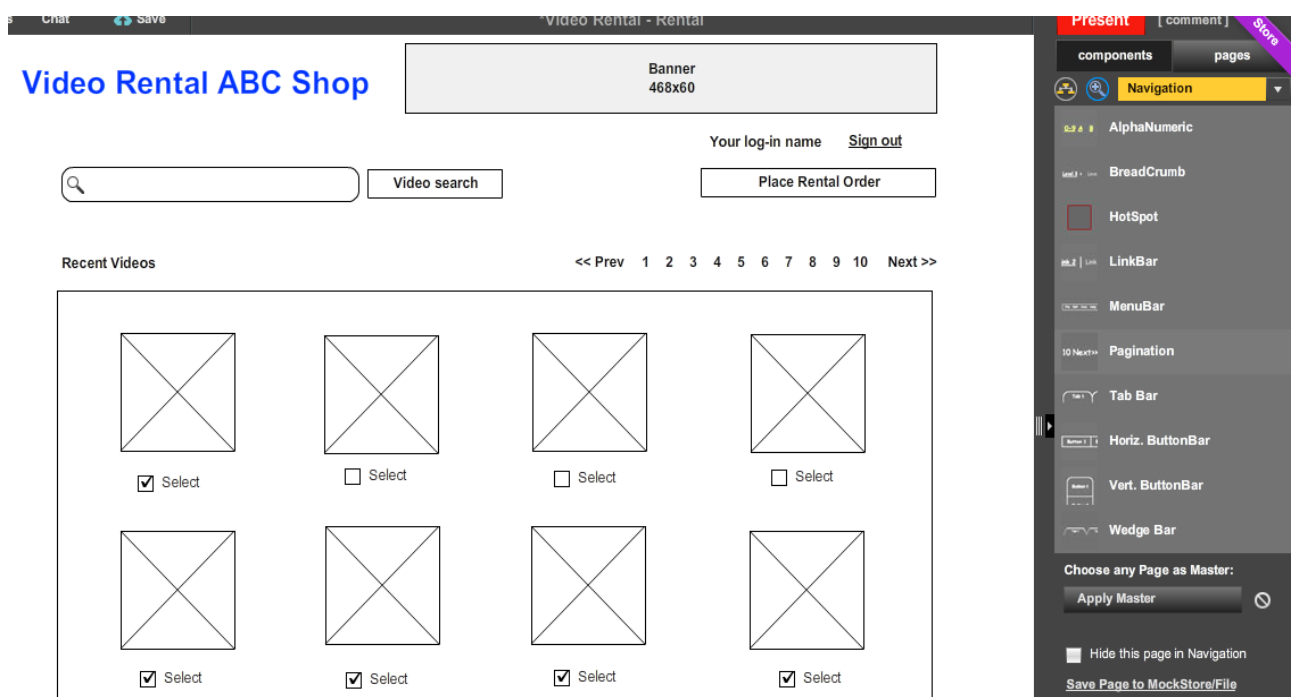 Chat Save *Video Rental - Rental Present [ comment ] Store
components pages
Navigation
Video Rental ABC Shop
Banner
468x60
Your log-in name Sign out
Video search Place Rental Order
Recent Videos << Prev 1 2 3 4 5 6 7 8 9 10 Next >>
Select Select Select Select
Select Select Select Select
AlphaNumeric
BreadCrumb
HotSpot
LinkBar
MenuBar
10 Next>> Pagination
Tab Bar
Horiz. ButtonBar
Vert. ButtonBar
Wedge Bar
Choose any Page as Master:
Apply Master
Hide this page in Navigation
Save Page to MockStore/File